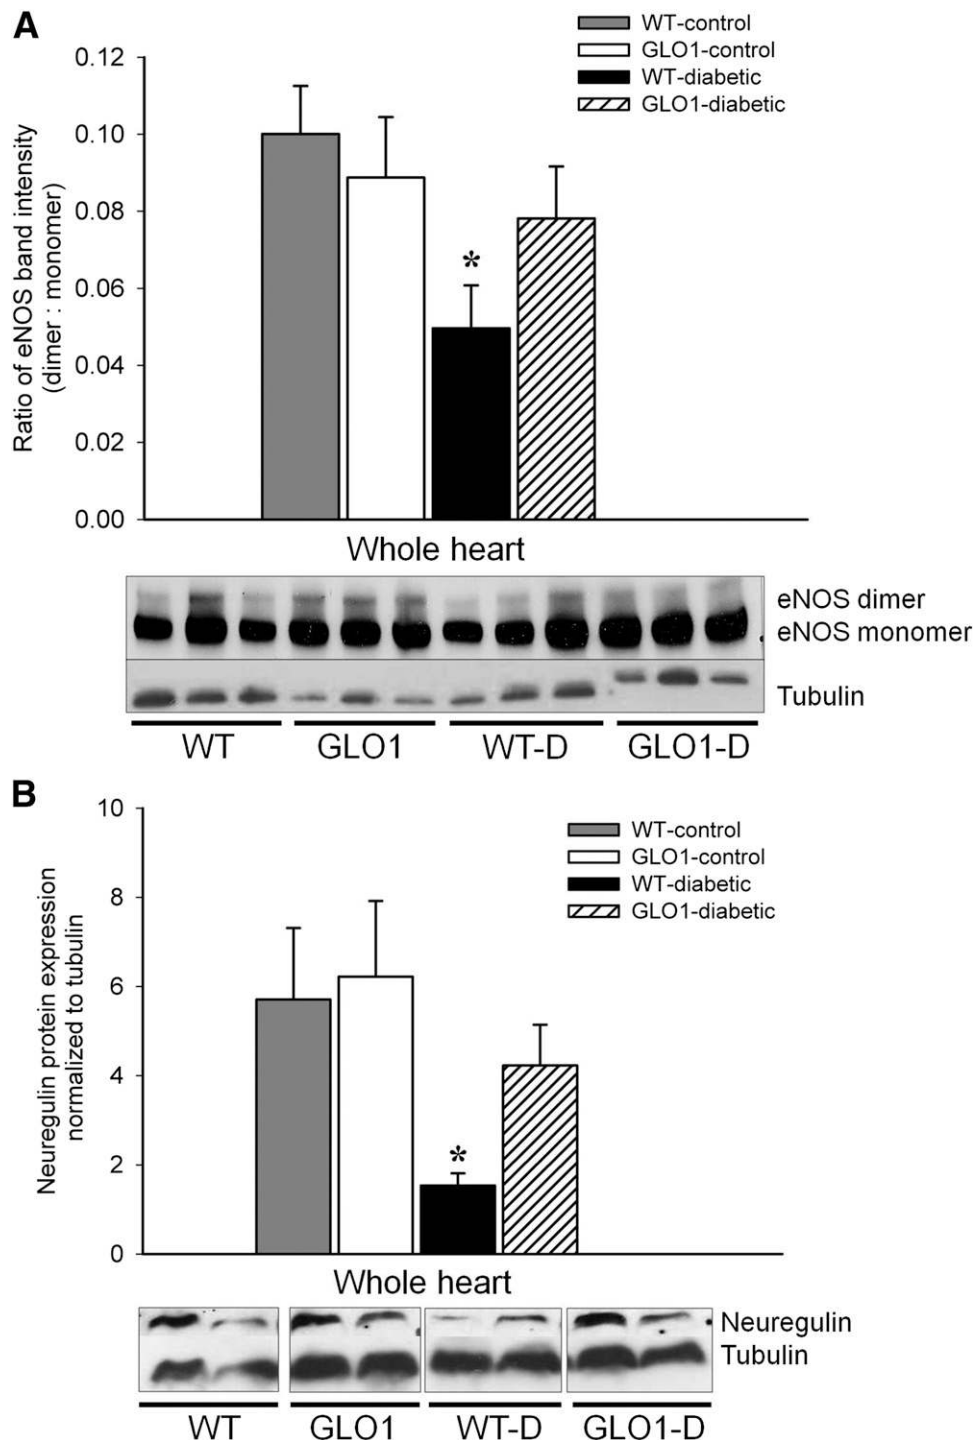 A
WT-control
GLO1-control
WT-diabetic
GLO1-diabetic
Ratio of eNOS band intensity
(dimer : monomer)
0.12
0.10
0.08
0.06
0.04
0.02
0.00
*
Whole heart
eNOS dimer
eNOS monomer
Tubulin
WT GLO1 WT-D GLO1-D
B
WT-control
GLO1-control
WT-diabetic
GLO1-diabetic
Neuregulin protein expression
normalized to tubulin
10
8
6
4
2
0
*
Whole heart
Neuregulin
Tubulin
WT GLO1 WT-D GLO1-D